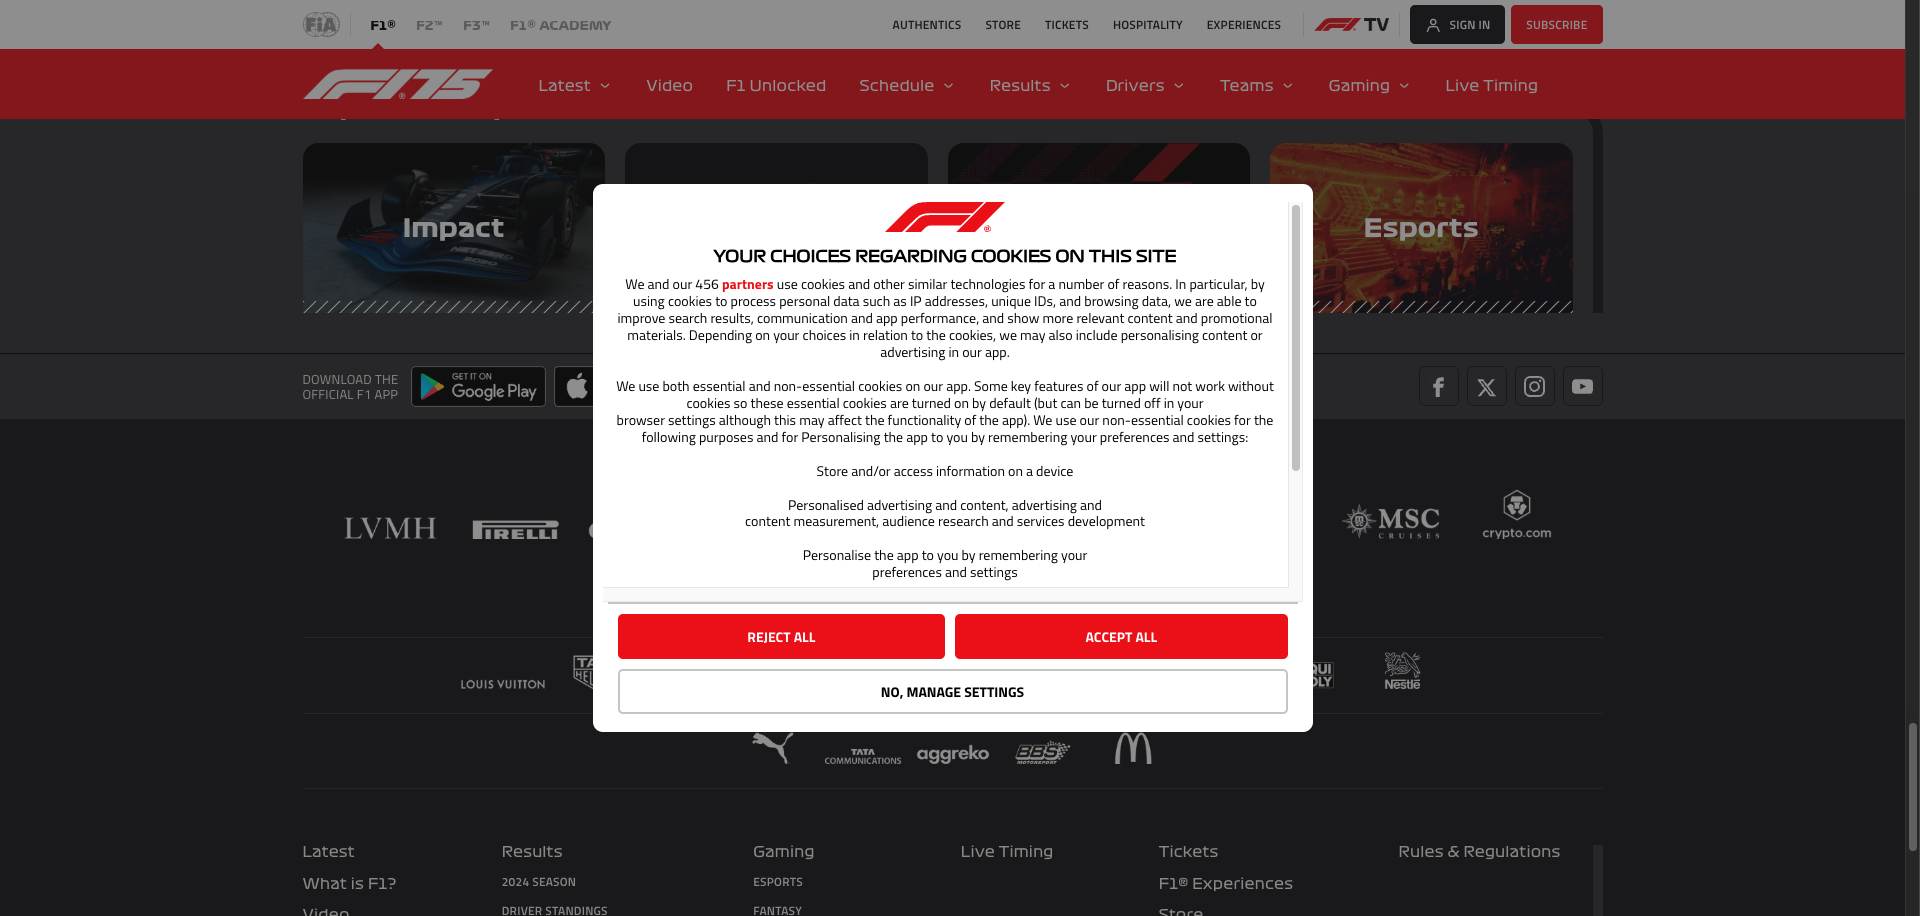 FiA F1® F2™ F3™ F1® ACADEMY AUTHENTICS STORE TICKETS HOSPITALITY EXPERIENCES F1 TV SIGN IN SUBSCRIBE
F1.75 Latest Video F1 Unlocked Schedule Results Drivers Teams Gaming Live Timing
Impact
Esports
YOUR CHOICES REGARDING COOKIES ON THIS SITE
We and our 456 partners use cookies and other similar technologies for a number of reasons. In particular, by
using cookies to process personal data such as IP addresses, unique IDs, and browsing data, we are able to
improve search results, communication and app performance, and show more relevant content and promotional
materials. Depending on your choices in relation to the cookies, we may also include personalising content or
advertising in our app.
We use both essential and non-essential cookies on our app. Some key features of our app will not work without
cookies so these essential cookies are turned on by default (but can be turned off in your
browser settings although this may affect the functionality of the app). We use our non-essential cookies for the
following purposes and for Personalising the app to you by remembering your preferences and settings:
Store and/or access information on a device
Personalised advertising and content, advertising and
content measurement, audience research and services development
Personalise the app to you by remembering your
preferences and settings
REJECT ALL ACCEPT ALL
NO, MANAGE SETTINGS
DOWNLOAD THE
OFFICIAL F1 APP
GET IT ON
Google Play
LVMH PIRELLI MSC
CRUISES
crypto.com
LOUIS VUITTON Nestlé
TATA
COMMUNICATIONS
aggreko BBS
MOTORSPORT
Latest Results Gaming Live Timing Tickets Rules & Regulations
What is F1? 2024 SEASON ESPORTS F1® Experiences
Video DRIVER STANDINGS FANTASY Store